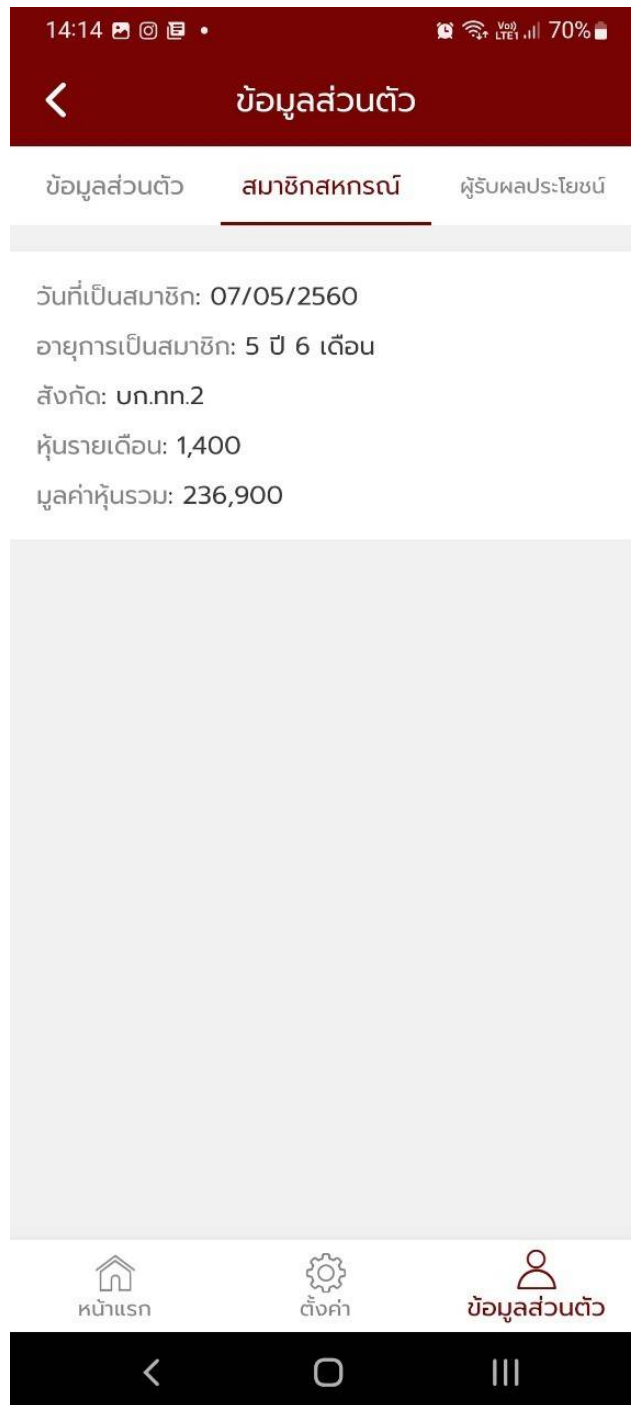 14:14 70%
ข้อมูลส่วนตัว
ข้อมูลส่วนตัว สมาชิกสหกรณ์ ผู้รับผลประโยชน์
วันที่เป็นสมาชิก: 07/05/2560
อายุการเป็นสมาชิก: 5 ปี 6 เดือน
สังกัด: บก.ทท.2
หุ้นรายเดือน: 1,400
มูลค่าหุ้นรวม: 236,900
หน้าแรก ตั้งค่า ข้อมูลส่วนตัว